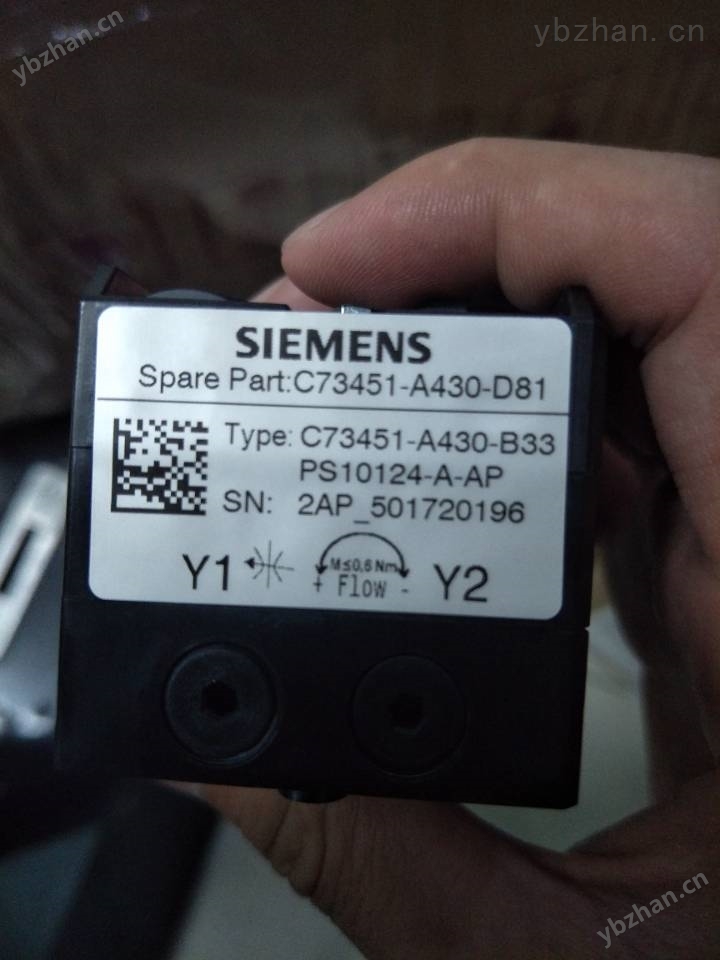 ybzhan.cn
ybzhan.cn
SIEMENS
Spare Part:C73451-A430-D81
Type: C73451-A430-B33
PS10124-A-AP
SN: 2AP_501720196
Y1 M≤0,6 Nm Y2
+ Flow -
ybzhan.cn